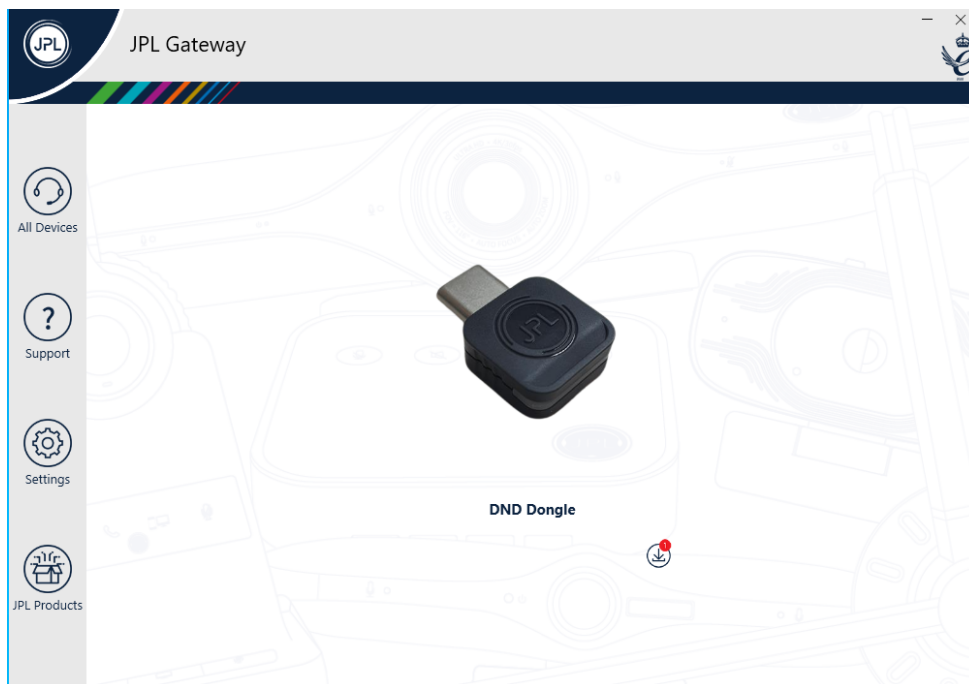 JPL
JPL Gateway
All Devices
?
Support
Settings
JPL Products
JPL
DND Dongle
1